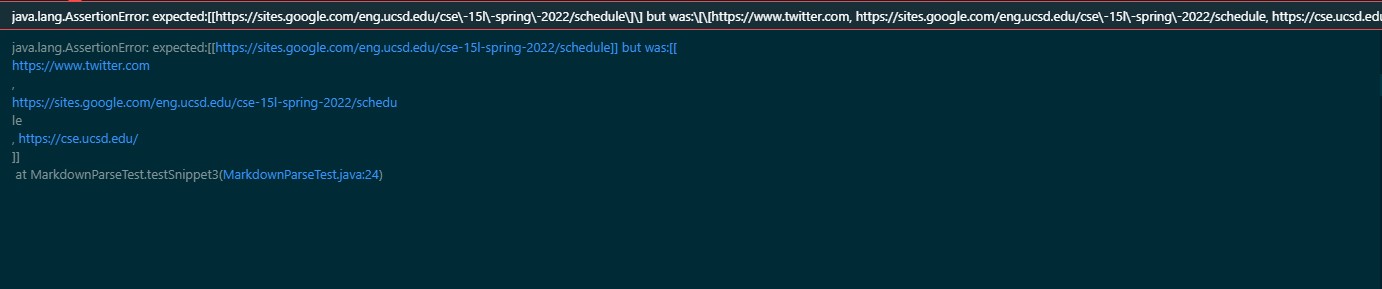 java.lang.AssertionError: expected:[[https://sites.google.com/eng.ucsd.edu/cse\-15l\-spring\-2022/schedule\]\] but was:\[\[https://www.twitter.com, https://sites.google.com/eng.ucsd.edu/cse\-15l\-spring\-2022/schedule, https://cse.ucsd.edu
java.lang.AssertionError: expected:[[https://sites.google.com/eng.ucsd.edu/cse-15l-spring-2022/schedule]] but was:[[
https://www.twitter.com
,
https://sites.google.com/eng.ucsd.edu/cse-15l-spring-2022/schedu
le
, https://cse.ucsd.edu/
]]
at MarkdownParseTest.testSnippet3(MarkdownParseTest.java:24)